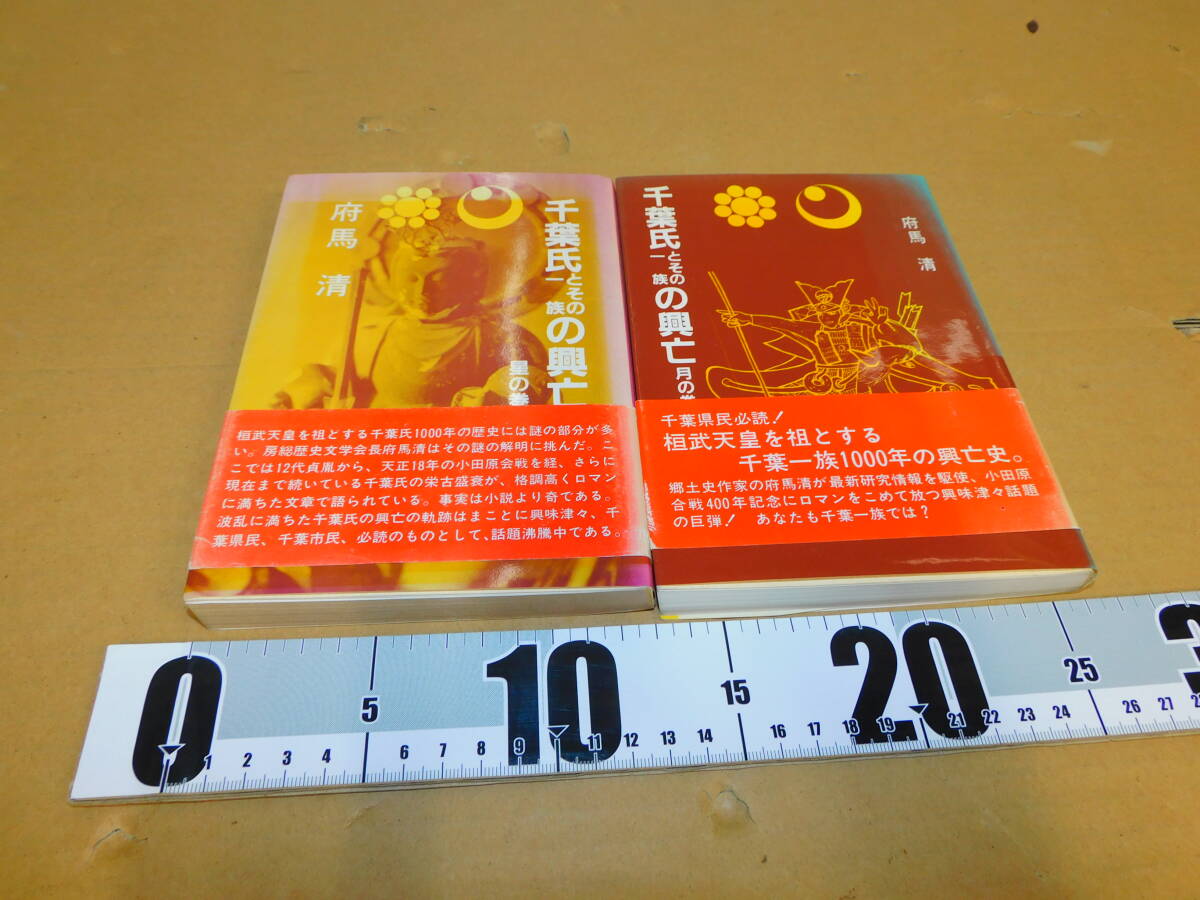 府馬 清
千葉氏とその一族の興亡
星の巻
桓武天皇を祖とする千葉氏1000年の歴史には謎の部分が多
い。房総歴史文学会長府馬清はその謎の解明に挑んだ。こ
こでは12代貞胤から、天正18年の小田原会戦を経、さらに
現在まで続いている千葉氏の栄古盛衰が、格調高くロマン
に満ちた文章で語られている。事実は小説より奇である。
波乱に満ちた千葉氏の興亡の軌跡はまことに興味津々、千
葉県民、千葉市民、必読のものとして、話題沸騰中である。
千葉氏とその一族の興亡
月の巻
府馬 清
千葉県民必読!
桓武天皇を祖とする
千葉一族1000年の興亡史。
郷土史作家の府馬清が最新研究情報を駆使、小田原
合戦400年記念にロマンをこめて放つ興味津々話題
の巨弾! あなたも千葉一族では?
0 5 10 15 20 25
1 2 3 4 6 7 8 9 11 12 13 14 16 17 18 19 21 22 23 24 26 27